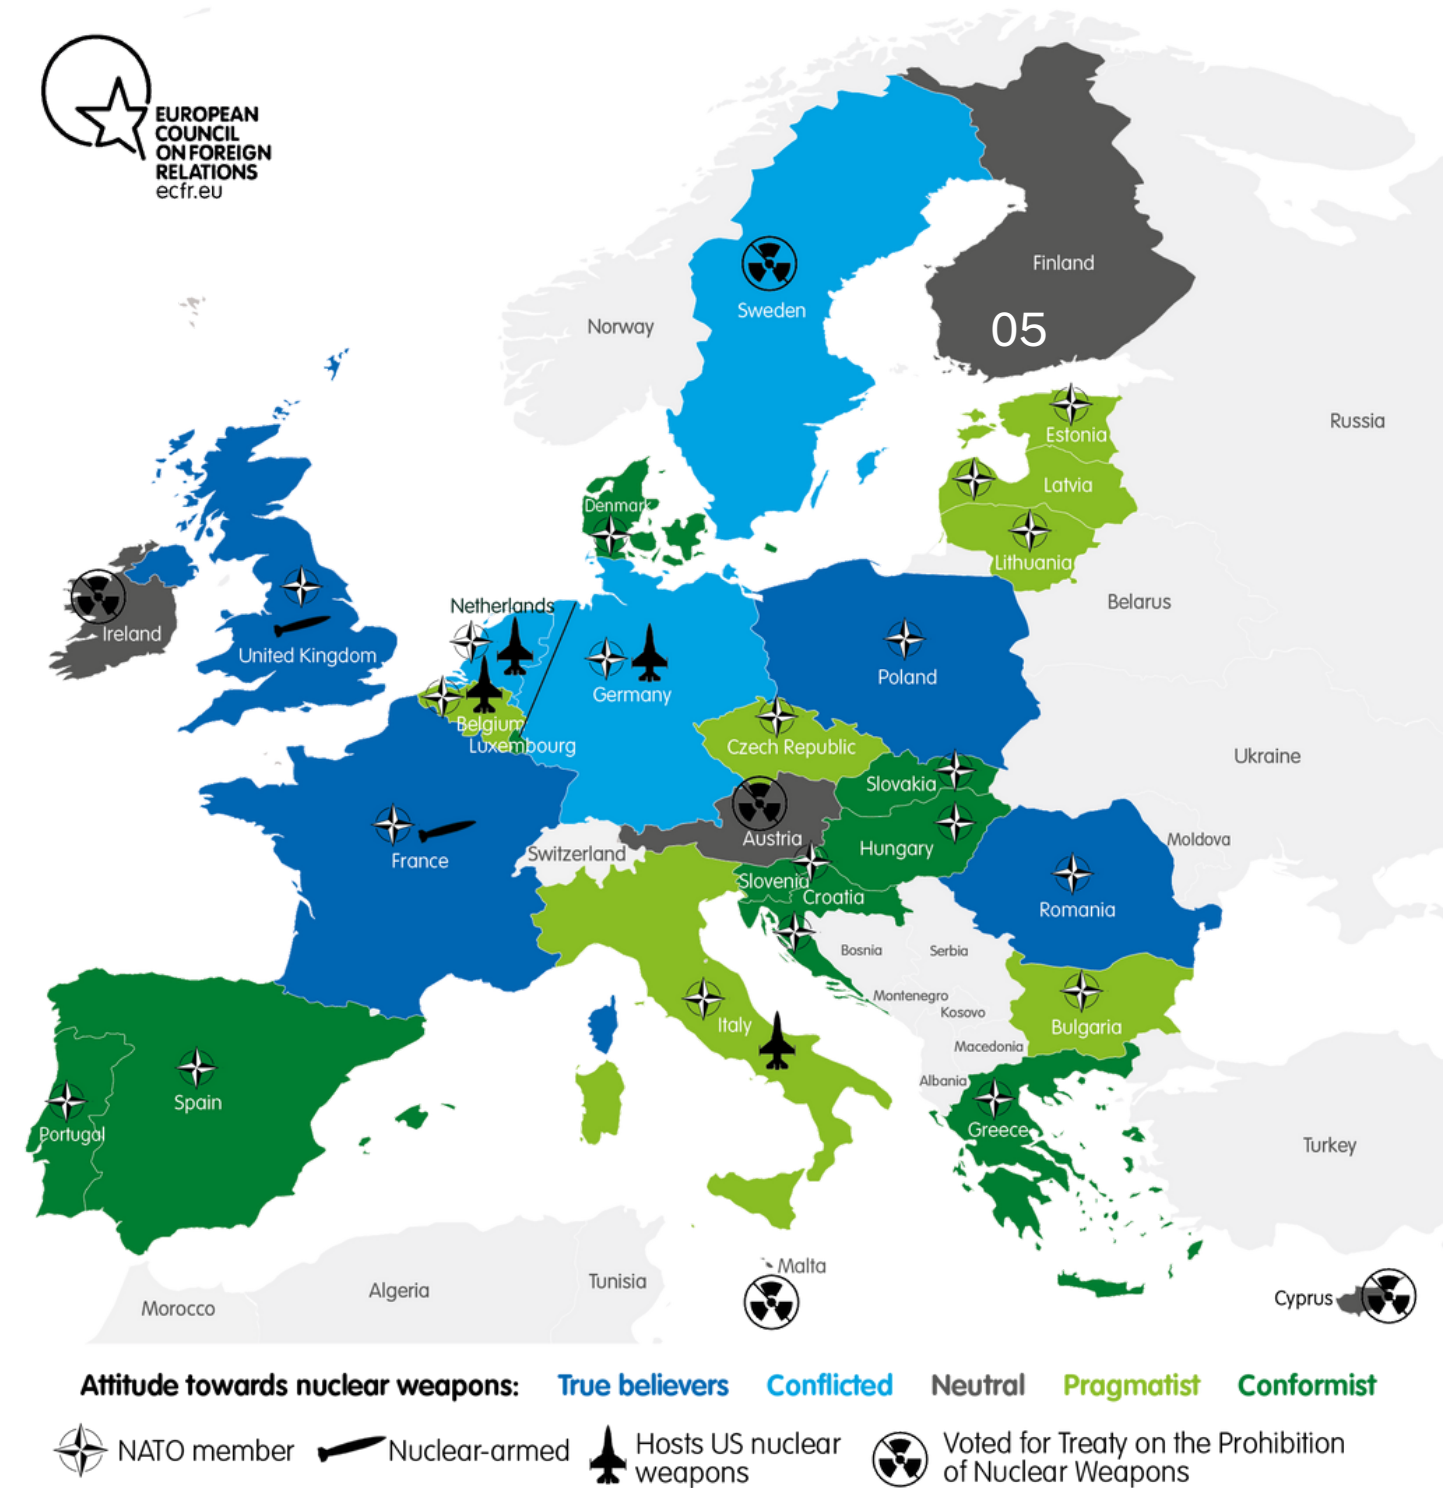 EUROPEAN
COUNCIL
ON FOREIGN
RELATIONS
ecfr.eu
Finland
Sweden
05
Norway
Russia
Estonia
Latvia
Denmark
Lithuania
Belarus
Netherlands
Ireland
United Kingdom
Germany
Poland
Belgium
Luxembourg
Czech Republic
Ukraine
Slovakia
Austria
Moldova
Hungary
Switzerland
France
Slovenia
Croatia
Romania
Bosnia
Serbia
Montenegro
Kosovo
Italy
Bulgaria
Macedonia
Albania
Spain
Greece
Portugal
Turkey
Malta
Tunisia
Algeria
Cyprus
Morocco
Attitude towards nuclear weapons: True believers Conflicted Neutral Pragmatist Conformist
NATO member
Nuclear-armed
Hosts US nuclear
weapons
Voted for Treaty on the Prohibition
of Nuclear Weapons